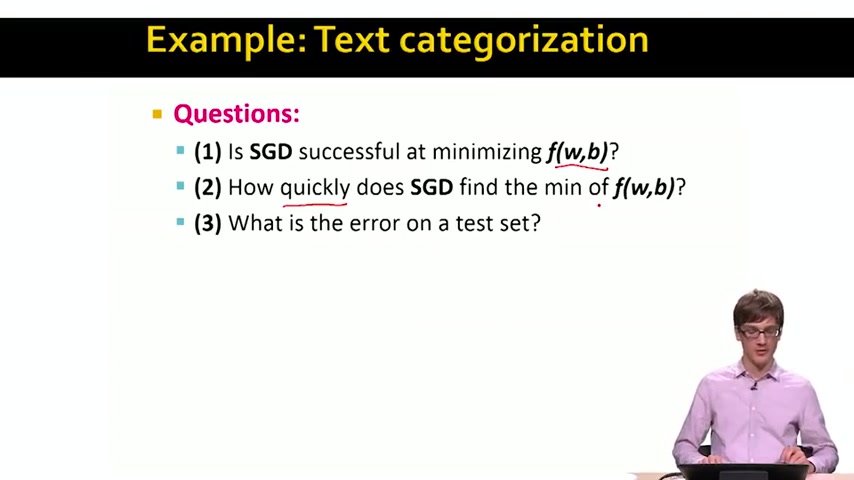 Example: Text categorization
Questions:
(1) Is SGD successful at minimizing f(w,b)?
(2) How quickly does SGD find the min of f(w,b)?
(3) What is the error on a test set?